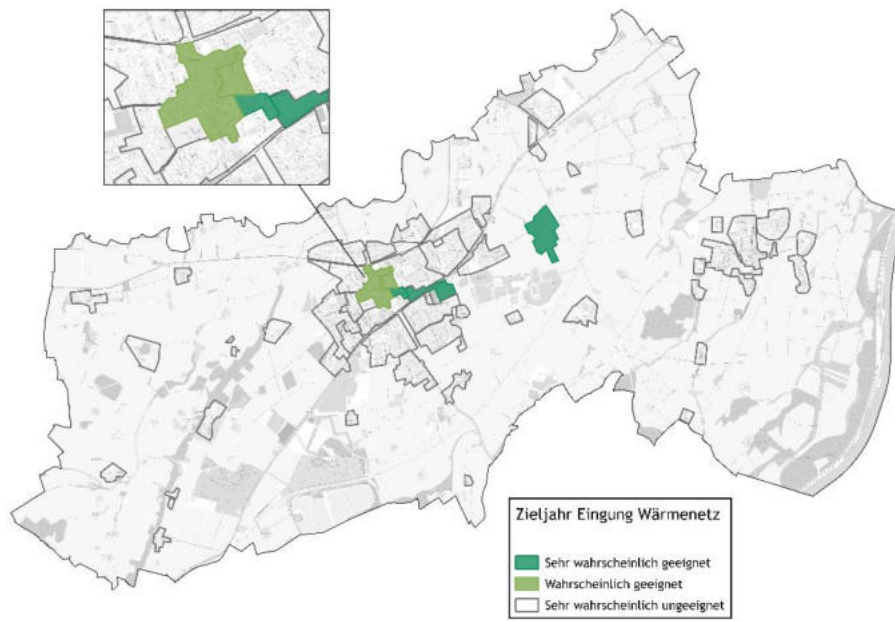 Zieljahr Eingung Wärmenetz
Sehr wahrscheinlich geeignet
Wahrscheinlich geeignet
Sehr wahrscheinlich ungeeignet